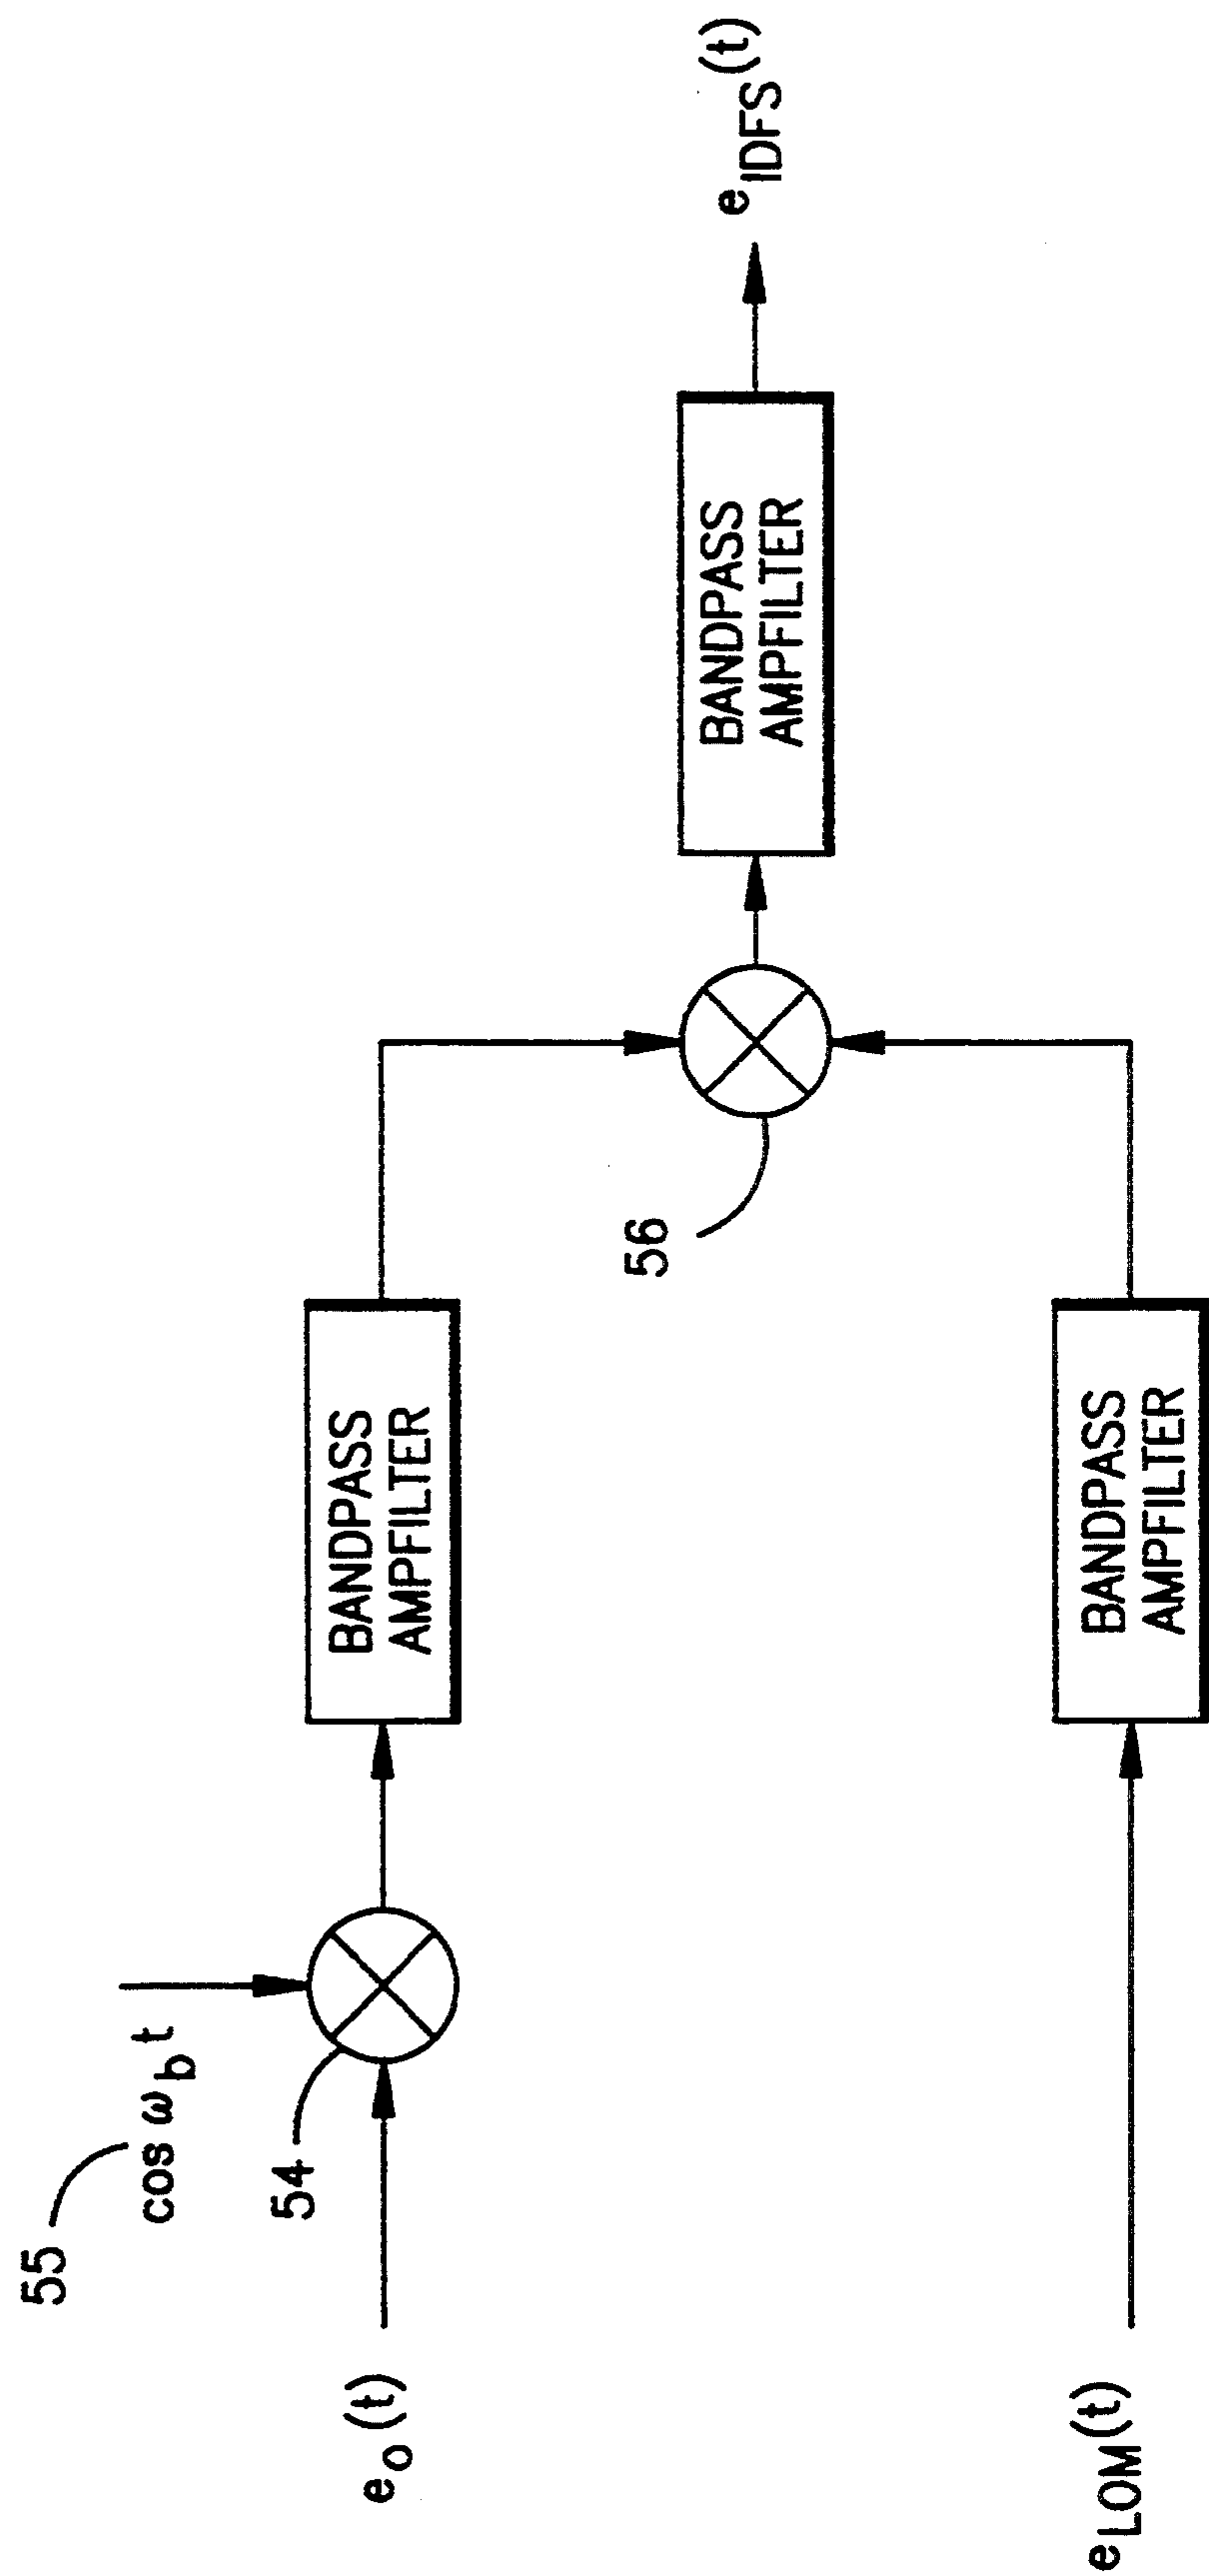 55
cos ω_b t
54
e_o(t)
BANDPASS
AMPFILTER
56
BANDPASS
AMPFILTER
e_IDFS(t)
e_LOM(t)
BANDPASS
AMPFILTER